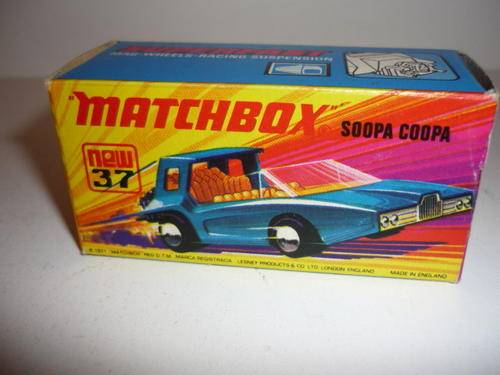 SUPERFAST
MAG-WHEELS-RACING SUSPENSION
"MATCHBOX"
SOOPA COOPA
new
37
© 1971 "MATCHBOX" REG'D T.M. MARCA REGISTRADA LESNEY PRODUCTS & CO. LTD. LONDON ENGLAND
MADE IN ENGLAND